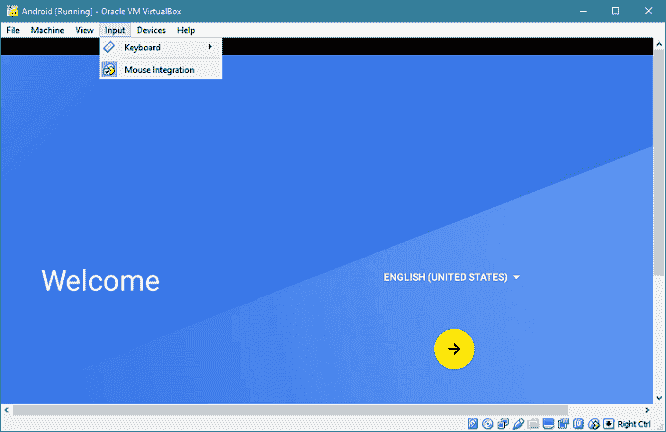 Android [Running] - Oracle VM VirtualBox
File Machine View Input Devices Help
Keyboard
Mouse Integration
Welcome
ENGLISH (UNITED STATES)
Right Ctrl